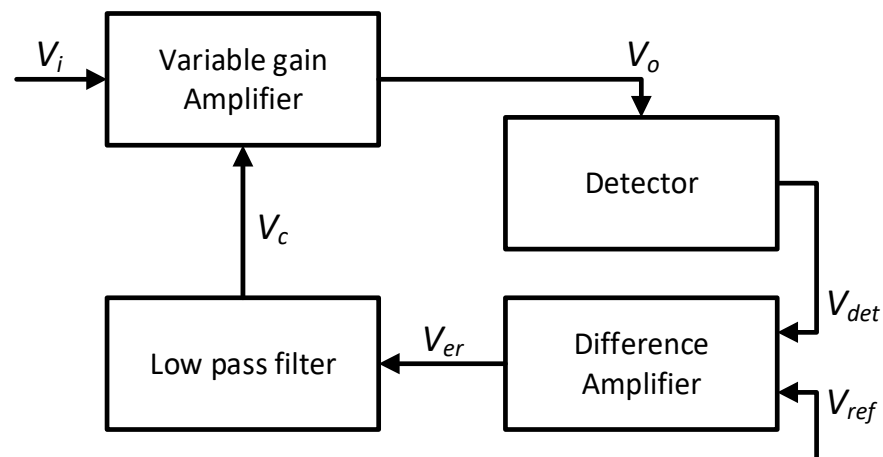 V_i
Variable gain
Amplifier
V_o
Detector
V_c
V_det
Low pass filter
V_er
Difference
Amplifier
V_ref